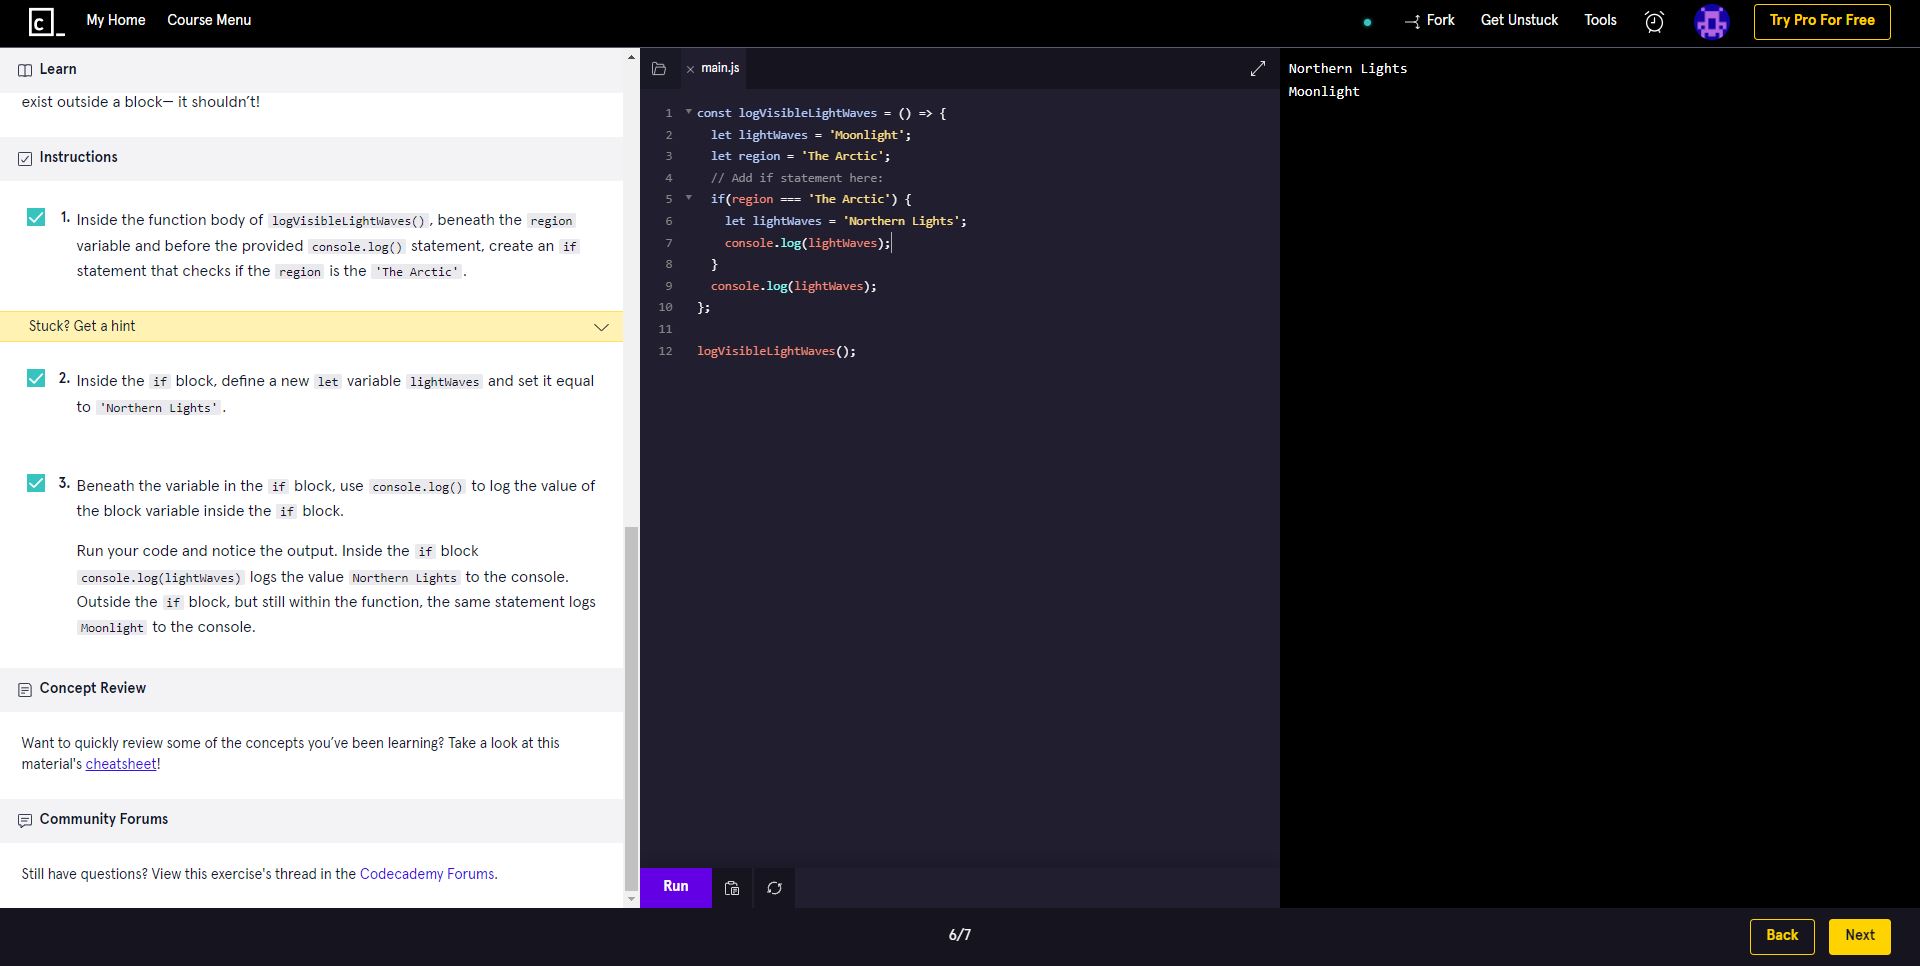 c_ My Home Course Menu Fork Get Unstuck Tools Try Pro For Free
Learn
exist outside a block— it shouldn’t!
Instructions
1. Inside the function body of logVisibleLightWaves(), beneath the region
variable and before the provided console.log() statement, create an if
statement that checks if the region is the 'The Arctic'.
Stuck? Get a hint
2. Inside the if block, define a new let variable lightWaves and set it equal
to 'Northern Lights'.
3. Beneath the variable in the if block, use console.log() to log the value of
the block variable inside the if block.
Run your code and notice the output. Inside the if block
console.log(lightWaves) logs the value Northern Lights to the console.
Outside the if block, but still within the function, the same statement logs
Moonlight to the console.
Concept Review
Want to quickly review some of the concepts you’ve been learning? Take a look at this
material's cheatsheet!
Community Forums
Still have questions? View this exercise's thread in the Codecademy Forums.
main.js
1 const logVisibleLightWaves = () => {
2 let lightWaves = 'Moonlight';
3 let region = 'The Arctic';
4 // Add if statement here:
5 if(region === 'The Arctic') {
6 let lightWaves = 'Northern Lights';
7 console.log(lightWaves);
8 }
9 console.log(lightWaves);
10 };
11
12 logVisibleLightWaves();
Run
Northern Lights
Moonlight
6/7
Back Next